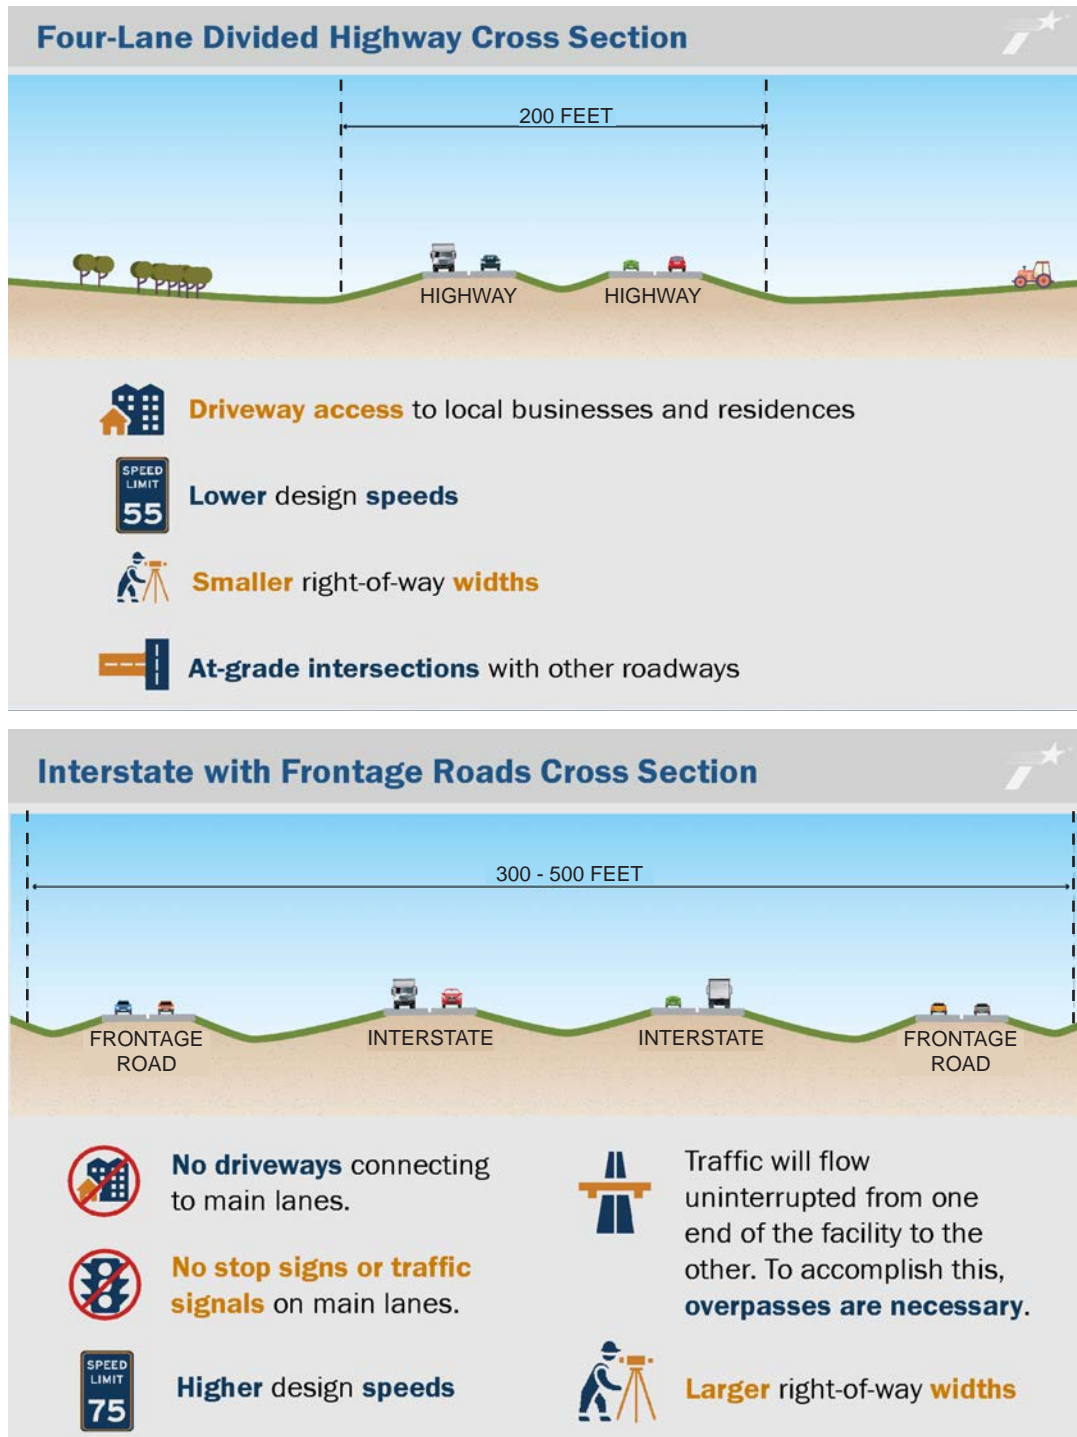 Four-Lane Divided Highway Cross Section
200 FEET
HIGHWAY
HIGHWAY
Driveway access to local businesses and residences
SPEED
LIMIT
55
Lower design speeds
Smaller right-of-way widths
At-grade intersections with other roadways
Interstate with Frontage Roads Cross Section
300 - 500 FEET
FRONTAGE
ROAD
INTERSTATE
INTERSTATE
FRONTAGE
ROAD
No driveways connecting
to main lanes.
No stop signs or traffic
signals on main lanes.
SPEED
LIMIT
75
Higher design speeds
Traffic will flow
uninterrupted from one
end of the facility to the
other. To accomplish this,
overpasses are necessary.
Larger right-of-way widths